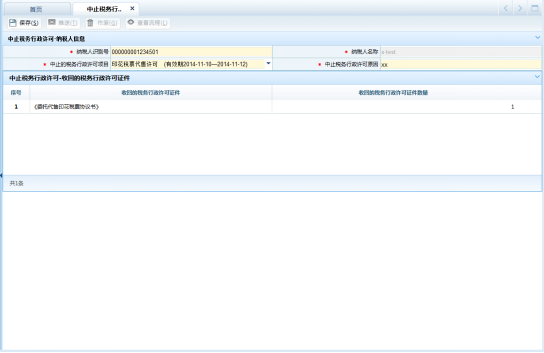 首页
中止税务行.. ×
保存(S) 推送(T) 作废(D) 查看流程(L)
中止税务行政许可-纳税人信息
* 纳税人识别号 000000001234501 * 纳税人名称 s-test
* 中止的税务行政许可项目 印花税票代售许可 (有效期2014-11-10—2014-11-12) * 中止税务行政许可原因 xx
中止税务行政许可-收回的税务行政许可证件
序号 收回的税务行政许可证件 收回的税务行政许可证件数量
1 《委托代售印花税票协议书》 1
共1条